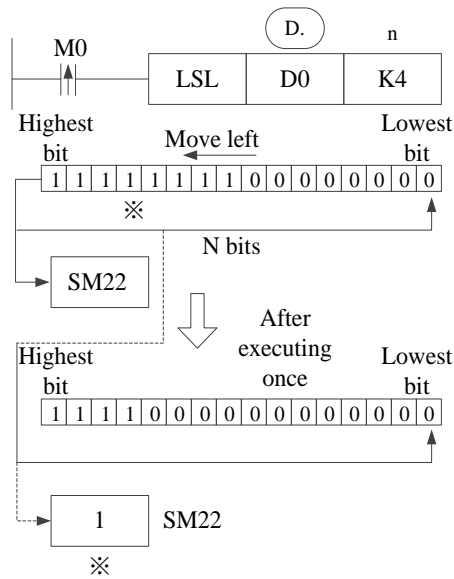 D. n
M0
LSL D0 K4
Highest bit Move left Lowest bit
1 1 1 1 1 1 1 1 0 0 0 0 0 0 0 0
※
N bits
SM22
After executing once
Highest bit Lowest bit
1 1 1 1 0 0 0 0 0 0 0 0 0 0 0 0
1 SM22
※